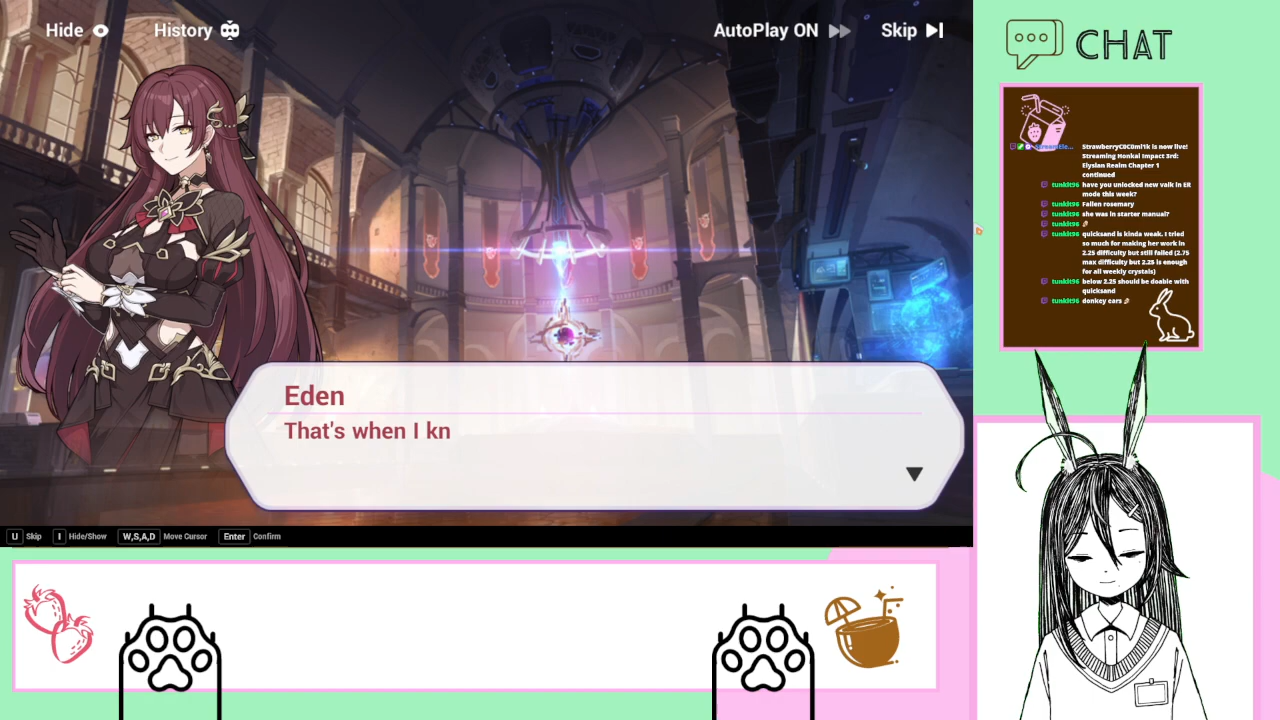 Hide
History
AutoPlay ON
Skip
CHAT
StrawberryC0C0ml1k is now live!
Streaming Honkai Impact 3rd:
Elysian Realm Chapter 1
continued
tunkit96 have you unlocked new valk in ER
mode this week?
tunkit96 Fallen rosemary
tunkit96 she was in starter manual?
tunkit96
tunkit96 quicksand is kinda weak. I tried
so much for making her work in
2.25 difficulty but still failed (2.75
max difficulty but 2.25 is enough
for all weekly crystals)
tunkit96 below 2.25 should be doable with
quicksand
tunkit96 donkey ears
Eden
That's when I kn
U Skip I Hide/Show W,S,A,D Move Cursor Enter Confirm